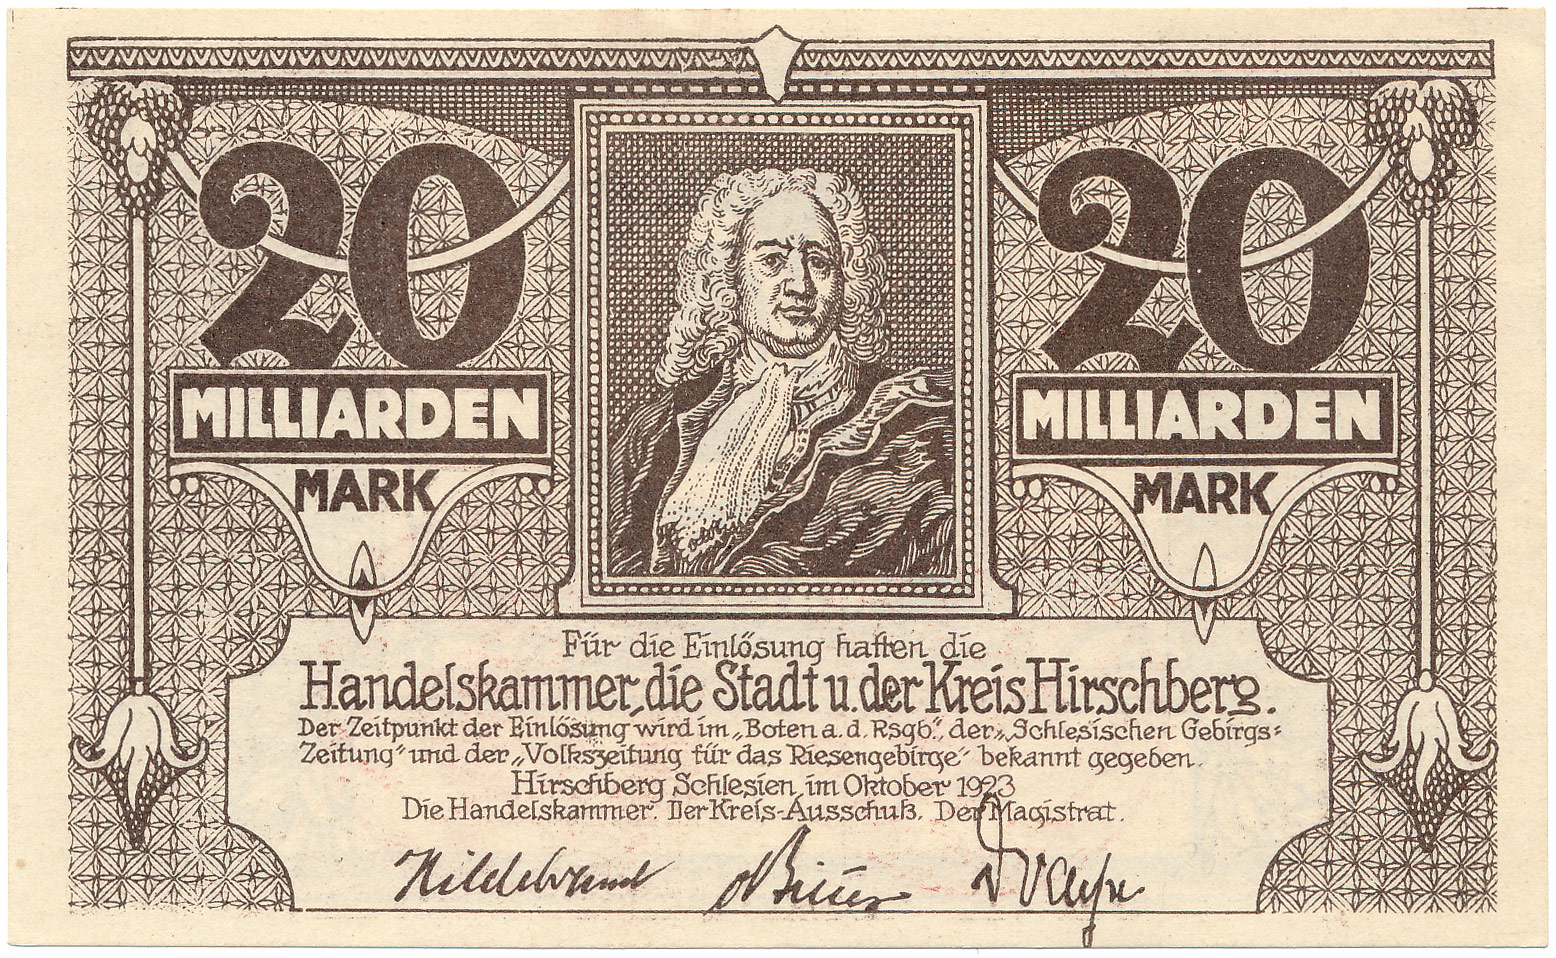 20
MILLIARDEN
MARK
20
MILLIARDEN
MARK
Für die Einlösung haften die
Handelskammer, die Stadt u. der Kreis Hirschberg.
Der Zeitpunkt der Einlösung wird im „Boten a. d. Rsgb.", der „Schlesischen Gebirgs-
Zeitung" und der „Volkszeitung für das Riesengebirge" bekannt gegeben.
Hirschberg Schlesien im Oktober 1923
Die Handelskammer. Der Kreis-Ausschuß. Der Magistrat.
Hildebrand